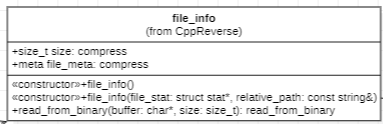 file_info
(from CppReverse)
+size_t size: compress
+meta file_meta: compress
«constructor»+file_info()
«constructor»+file_info(file_stat: struct stat*, relative_path: const string&)
+read_from_binary(buffer: char*, size: size_t): read_from_binary